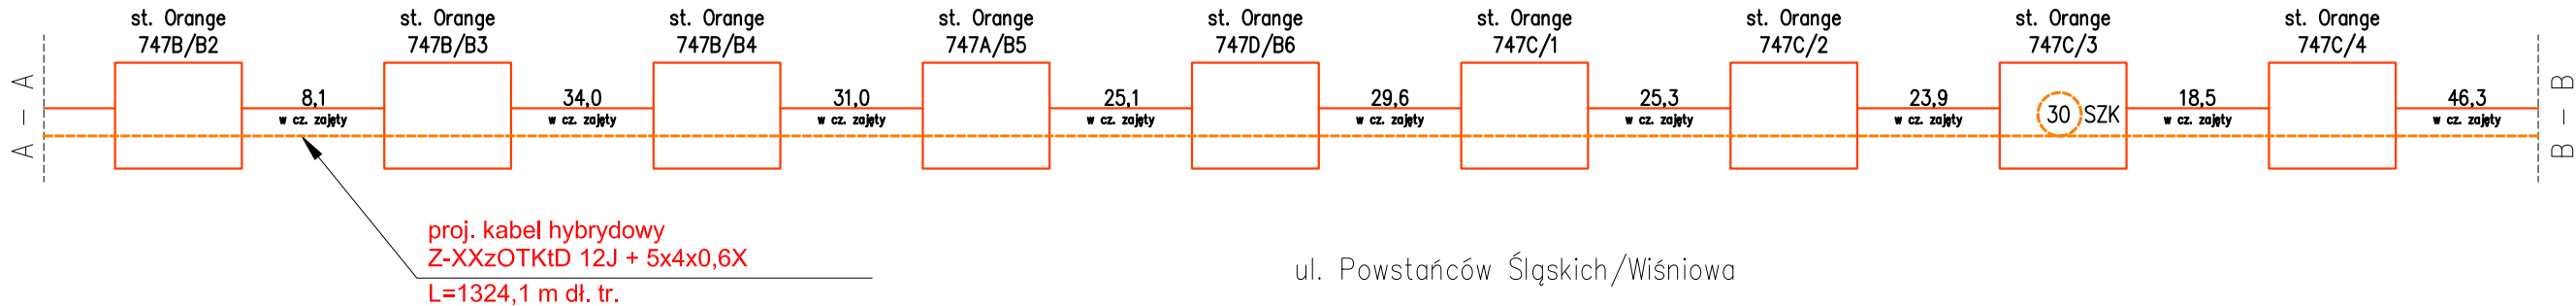 st. Orange
747B/B2
st. Orange
747B/B3
st. Orange
747B/B4
st. Orange
747A/B5
st. Orange
747D/B6
st. Orange
747C/1
st. Orange
747C/2
st. Orange
747C/3
st. Orange
747C/4
A – A
8,1
w cz. zajęty
34,0
w cz. zajęty
31,0
w cz. zajęty
25,1
w cz. zajęty
29,6
w cz. zajęty
25,3
w cz. zajęty
23,9
w cz. zajęty
30 SZK
18,5
w cz. zajęty
46,3
w cz. zajęty
B – B
proj. kabel hybrydowy
Z-XXzOTKtD 12J + 5x4x0,6X
L=1324,1 m dł. tr.
ul. Powstańców Śląskich/Wiśniowa